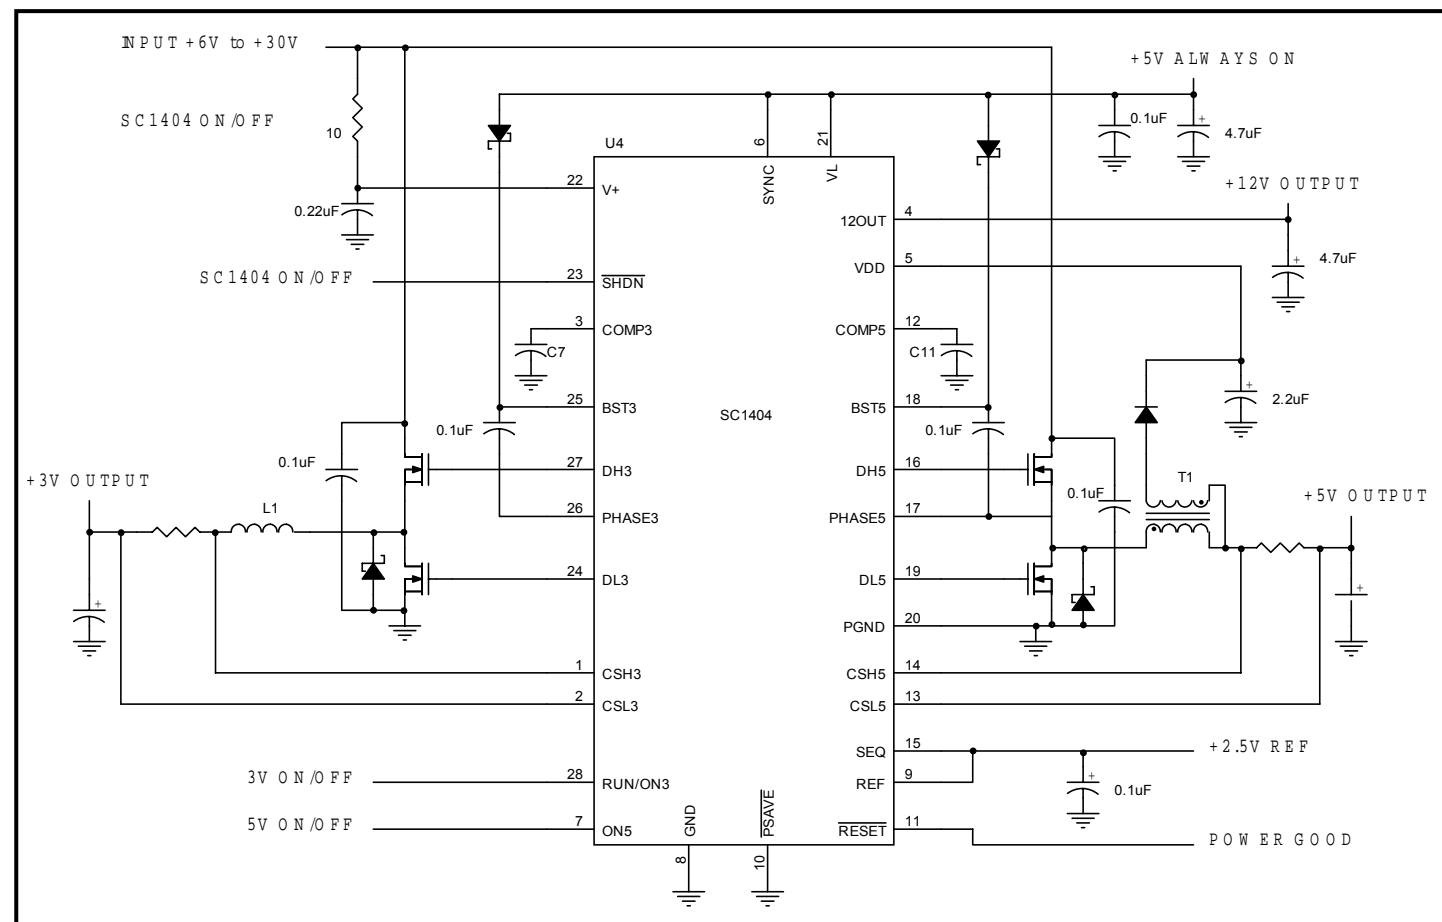 INPUT +6V to +30V
+5V ALWAYS ON
SC1404 ON/OFF
10
0.1uF
4.7uF
U4
6
21
SYNC
VL
22
V+
0.22uF
+12V OUTPUT
12OUT
4
VDD
5
4.7uF
SC1404 ON/OFF
23
SHDN
3
COMP3
C7
COMP5
12
C11
25
BST3
SC1404
BST5
18
2.2uF
0.1uF
0.1uF
0.1uF
27
DH3
DH5
16
+3V OUTPUT
T1
0.1uF
+5V OUTPUT
L1
26
PHASE3
PHASE5
17
24
DL3
DL5
19
PGND
20
1
CSH3
CSH5
14
2
CSL3
CSL5
13
SEQ
15
+2.5V REF
3V ON/OFF
28
RUN/ON3
REF
9
0.1uF
5V ON/OFF
7
ON5
GND
PSAVE
RESET
11
POWER GOOD
8
10